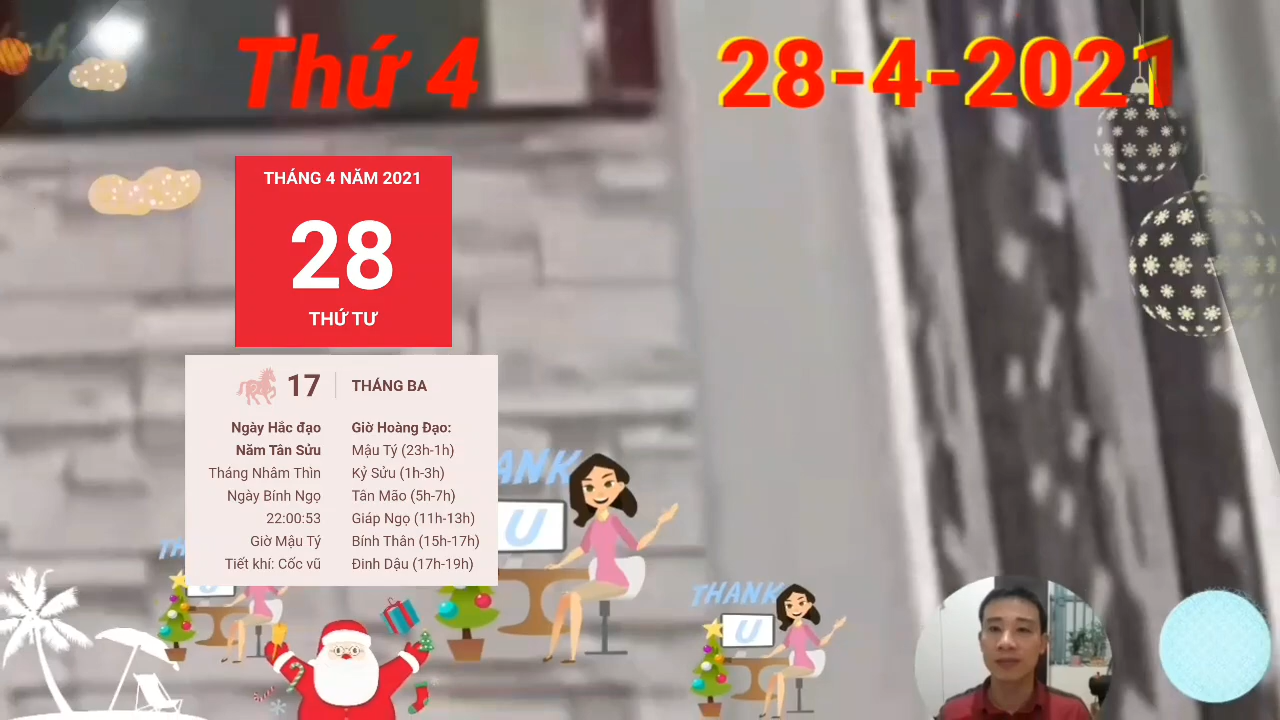 Thứ 4
28-4-2021
THÁNG 4 NĂM 2021
28
THỨ TƯ
17
THÁNG BA
Ngày Hắc đạo
Năm Tân Sửu
Tháng Nhâm Thìn
Ngày Bính Ngọ
22:00:53
Giờ Mậu Tý
Tiết khí: Cốc vũ
Giờ Hoàng Đạo:
Mậu Tý (23h-1h)
Kỷ Sửu (1h-3h)
Tân Mão (5h-7h)
Giáp Ngọ (11h-13h)
Bính Thân (15h-17h)
Đinh Dậu (17h-19h)
THANK
U